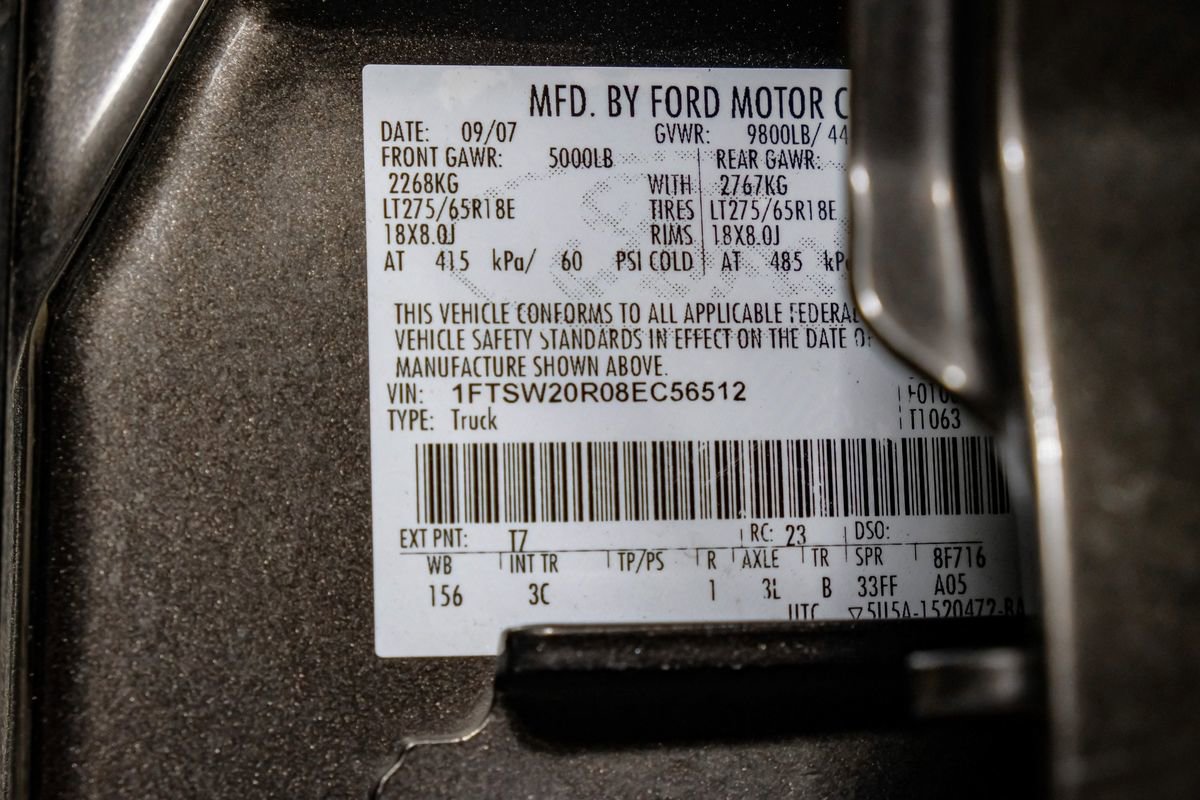 MFD. BY FORD MOTOR
DATE: 09/07 GVWR: 9800LB/ 44
FRONT GAWR: 5000LB REAR GAWR:
2268KG WITH 2767KG
LT275/65R18E TIRES LT275/65R18E
18X8.0J RIMS 18X8.0J
AT 415 kPa/ 60 PSI COLD AT 485
THIS VEHICLE CONFORMS TO ALL APPLICABLE FEDERAL
VEHICLE SAFETY STANDARDS IN EFFECT ON THE DATE OF
MANUFACTURE SHOWN ABOVE.
VIN: 1FTSW20R08EC56512
TYPE: Truck T1063
EXT PNT: T7 RC: 23 DSO:
WB INT TR TP/PS R AXLE TR SPR 8F716
156 3C 1 3L B 33FF A05
UTC ▽5U5A-1520472-BA